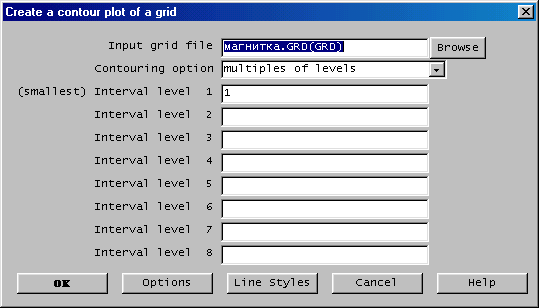 Create a contour plot of a grid
Input grid file магнитка.GRD(GRD) Browse
Contouring option multiples of levels
(smallest) Interval level 1 1
Interval level 2
Interval level 3
Interval level 4
Interval level 5
Interval level 6
Interval level 7
Interval level 8
OK Options Line Styles Cancel Help